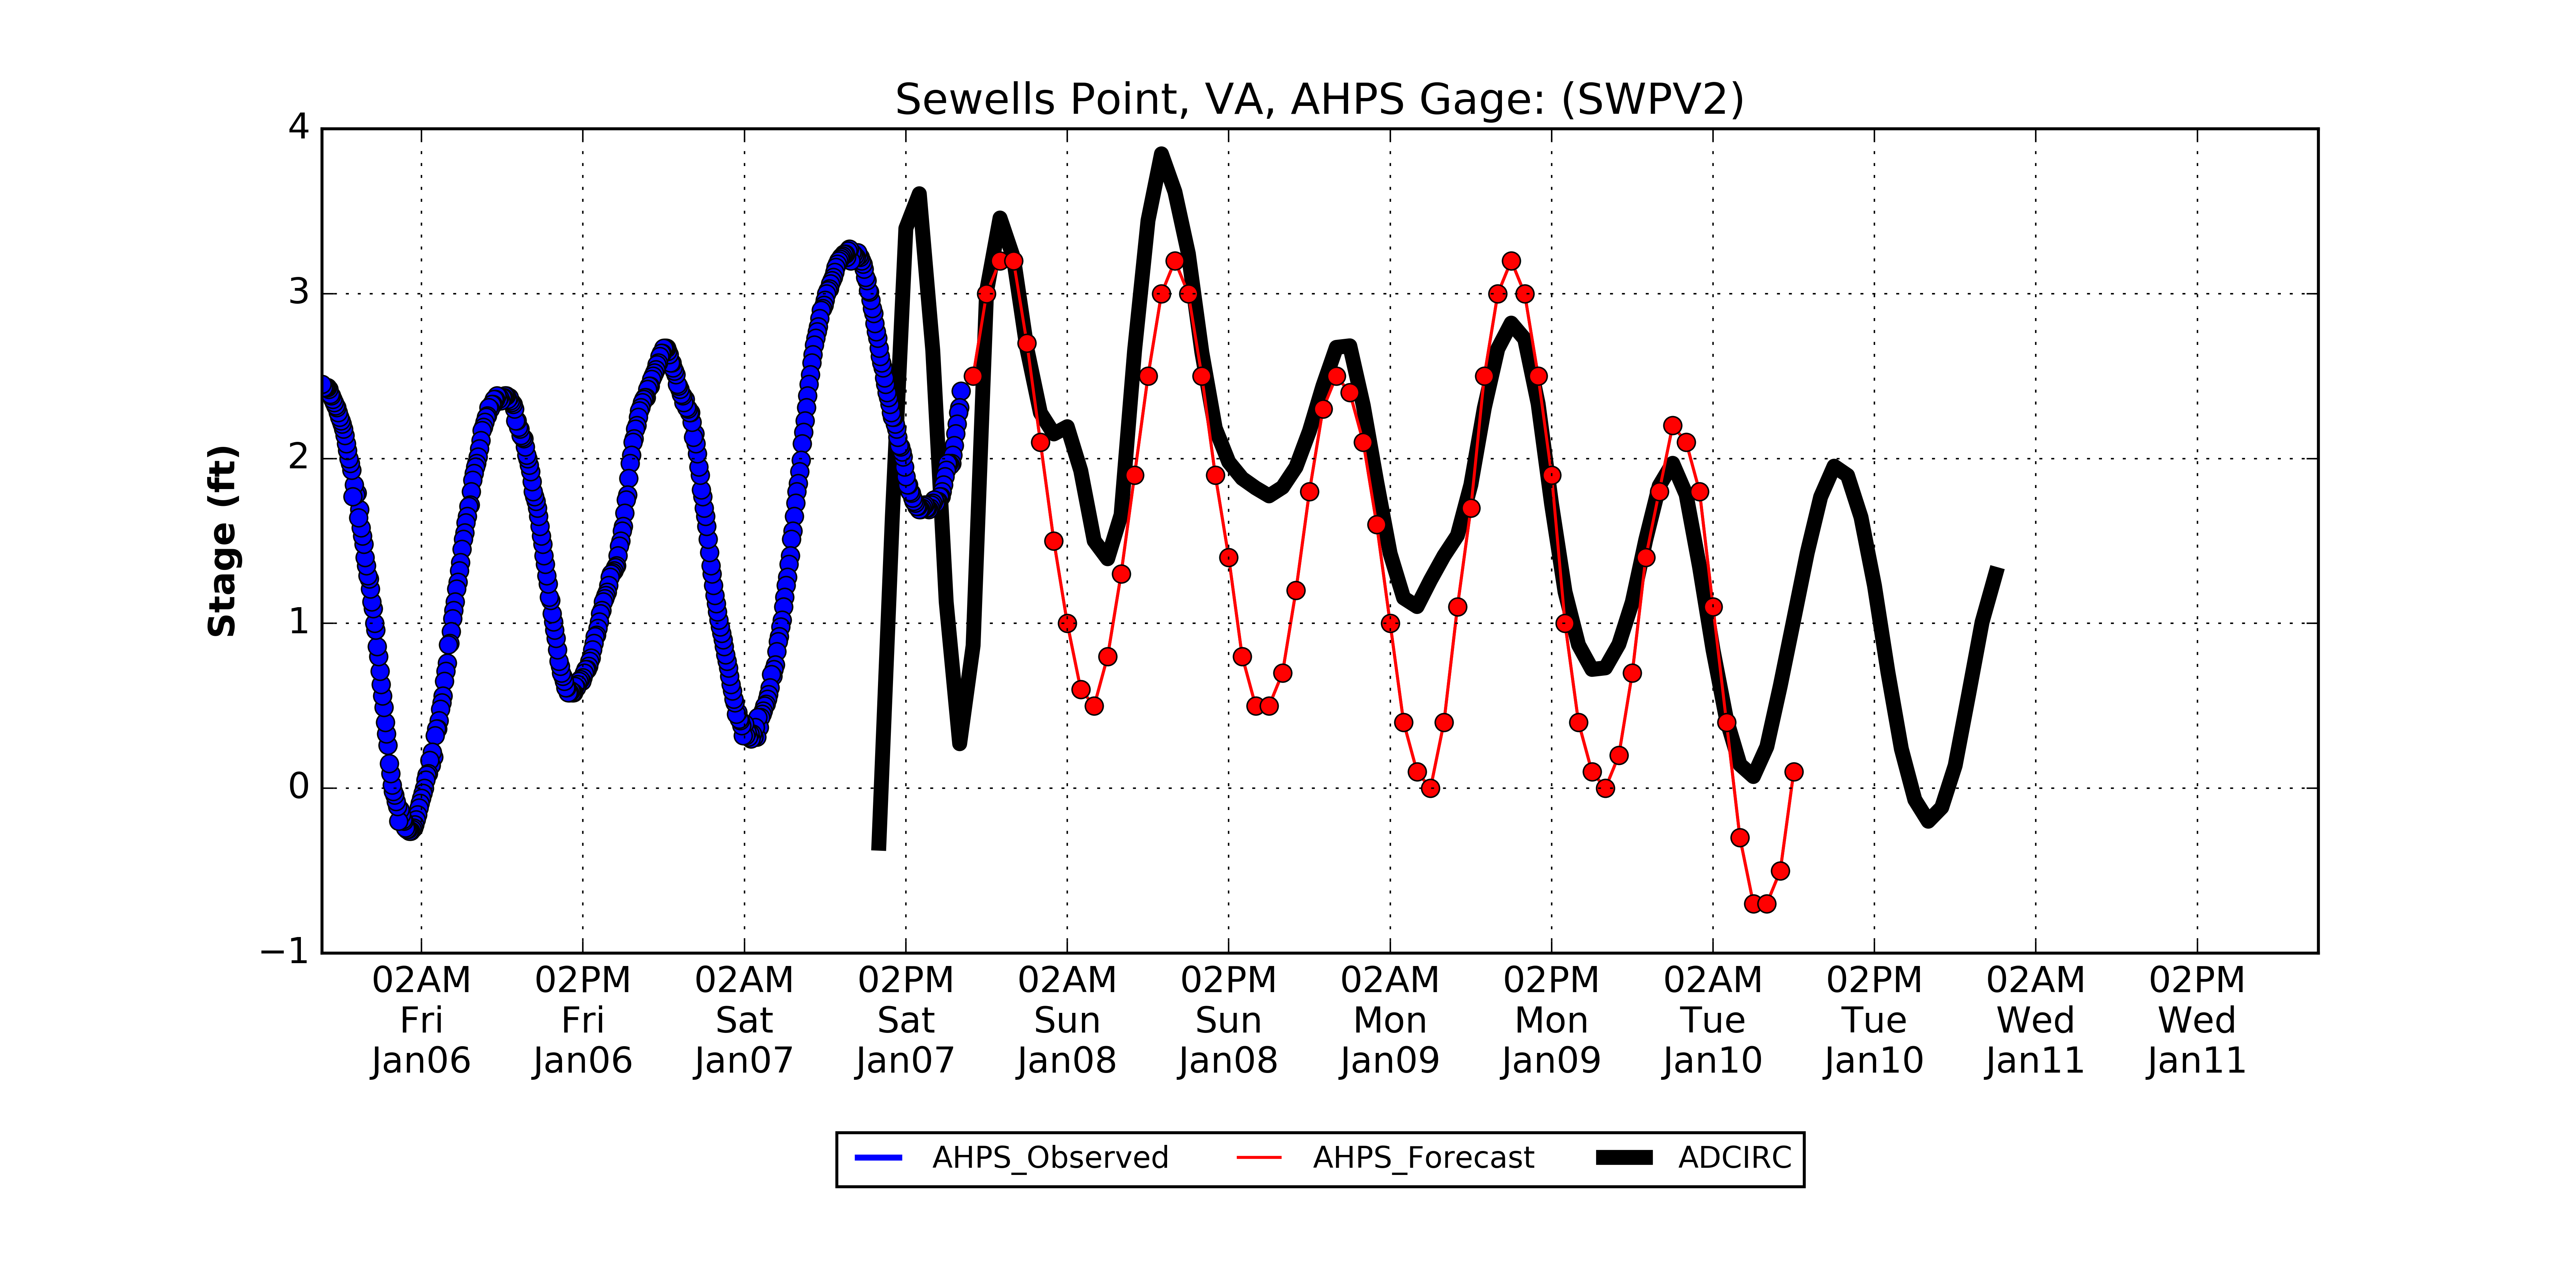 Sewells Point, VA, AHPS Gage: (SWPV2)
Stage (ft)
4
3
2
1
0
−1
02AM 02PM 02AM 02PM 02AM 02PM 02AM 02PM 02AM 02PM 02AM 02PM
Fri Fri Sat Sat Sun Sun Mon Mon Tue Tue Wed Wed
Jan06 Jan06 Jan07 Jan07 Jan08 Jan08 Jan09 Jan09 Jan10 Jan10 Jan11 Jan11
AHPS_Observed AHPS_Forecast ADCIRC